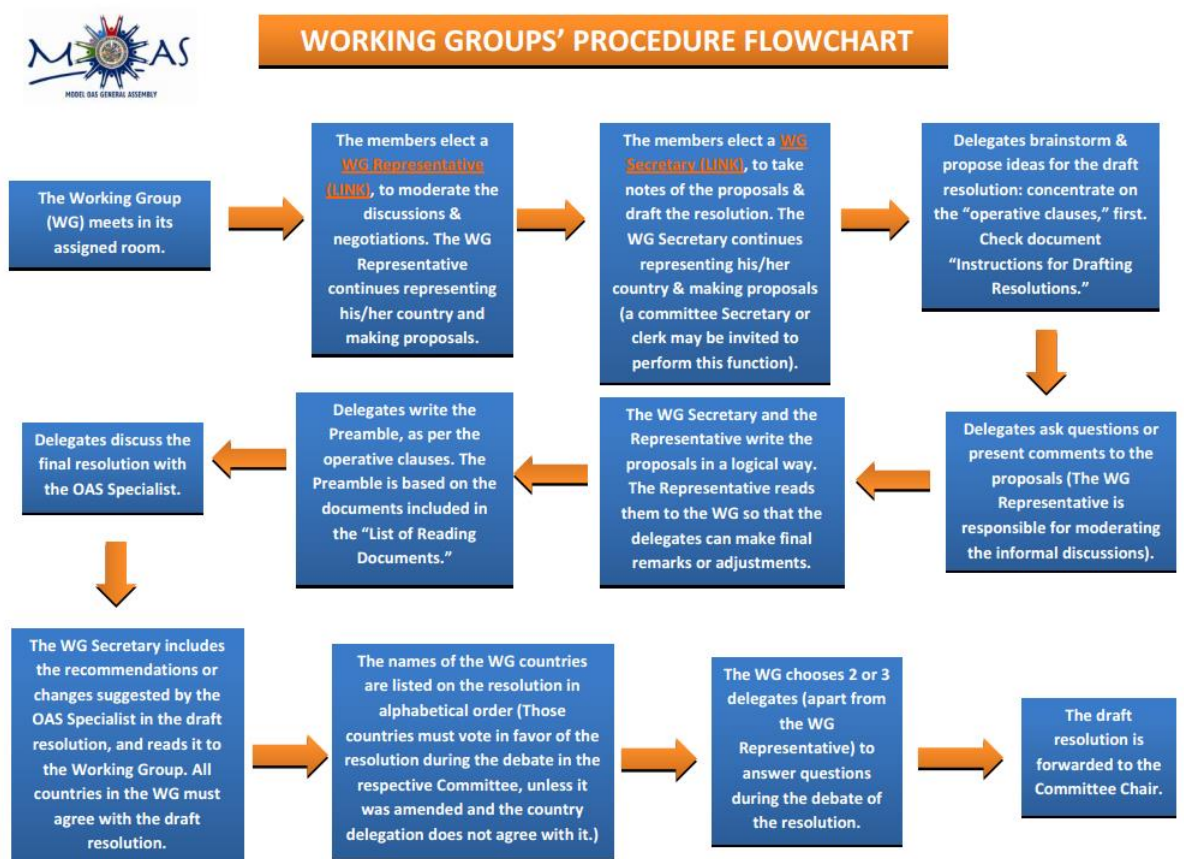 MOAS
MODEL OAS GENERAL ASSEMBLY
WORKING GROUPS’ PROCEDURE FLOWCHART
The Working Group
(WG) meets in its
assigned room.
The members elect a
WG Representative
(LINK), to moderate the
discussions &
negotiations. The WG
Representative
continues representing
his/her country and
making proposals.
The members elect a WG
Secretary (LINK), to take
notes of the proposals &
draft the resolution. The
WG Secretary continues
representing his/her
country & making proposals
(a committee Secretary or
clerk may be invited to
perform this function).
Delegates brainstorm &
propose ideas for the draft
resolution: concentrate on
the “operative clauses,” first.
Check document
“Instructions for Drafting
Resolutions.”
Delegates ask questions or
present comments to the
proposals (The WG
Representative is
responsible for moderating
the informal discussions).
The WG Secretary and the
Representative write the
proposals in a logical way.
The Representative reads
them to the WG so that the
delegates can make final
remarks or adjustments.
Delegates write the
Preamble, as per the
operative clauses. The
Preamble is based on the
documents included in
the “List of Reading
Documents.”
Delegates discuss the
final resolution with
the OAS Specialist.
The WG Secretary includes
the recommendations or
changes suggested by the
OAS Specialist in the draft
resolution, and reads it to
the Working Group. All
countries in the WG must
agree with the draft
resolution.
The names of the WG countries
are listed on the resolution in
alphabetical order (Those
countries must vote in favor of the
resolution during the debate in the
respective Committee, unless it
was amended and the country
delegation does not agree with it.)
The WG chooses 2 or 3
delegates (apart from
the WG
Representative) to
answer questions
during the debate of
the resolution.
The draft
resolution is
forwarded to the
Committee Chair.